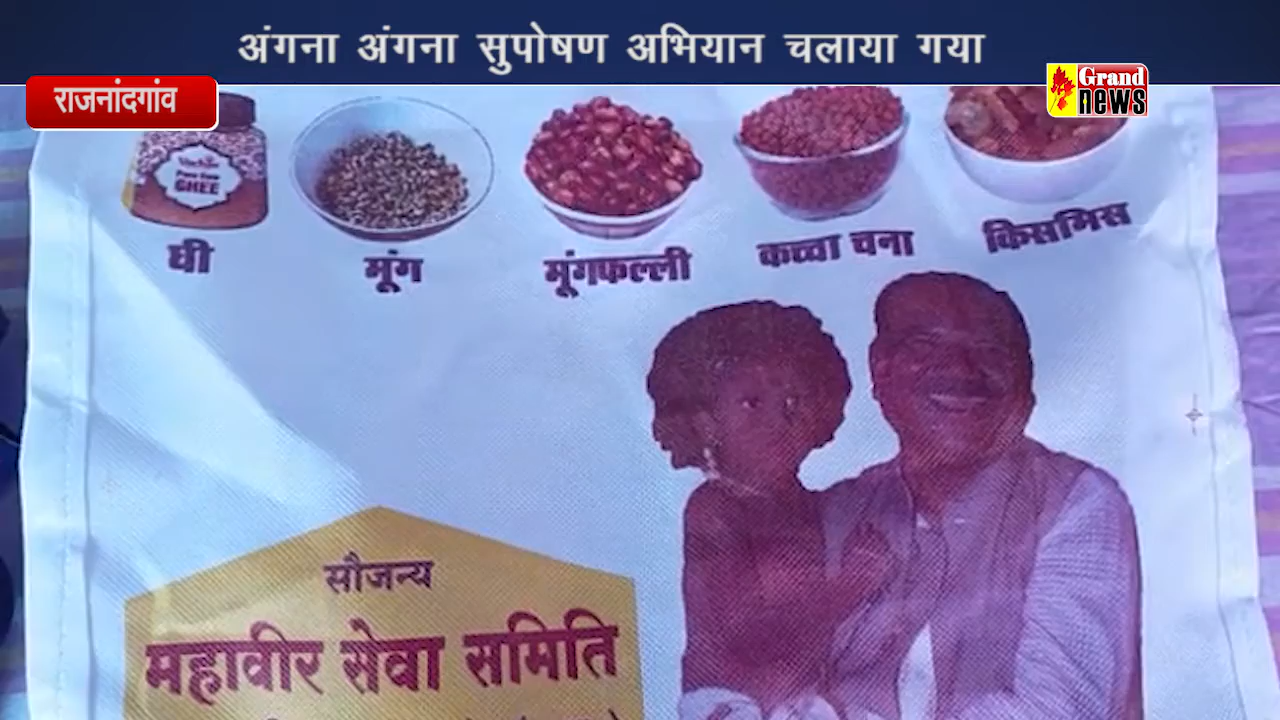 अंगना अंगना सुपोषण अभियान चलाया गया
राजनांदगांव
Grand
news
GHEE
घी
मूंग
मूंगफल्ली
कच्चा चना
किसमिस
सौजन्य
महावीर सेवा समिति